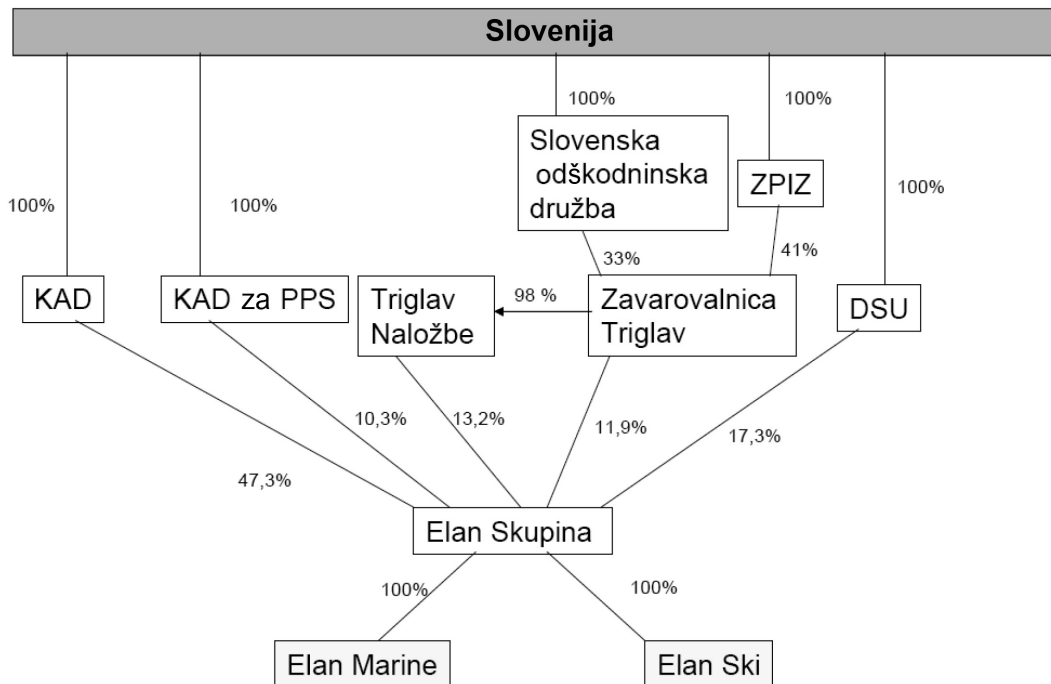 Slovenija
100%
100%
Slovenska
odškodninska
družba
ZPIZ
100%
100%
100%
33%
41%
KAD
KAD za PPS
Triglav
Naložbe
98 %
Zavarovalnica
Triglav
DSU
10,3%
13,2%
11,9%
17,3%
47,3%
Elan Skupina
100%
100%
Elan Marine
Elan Ski